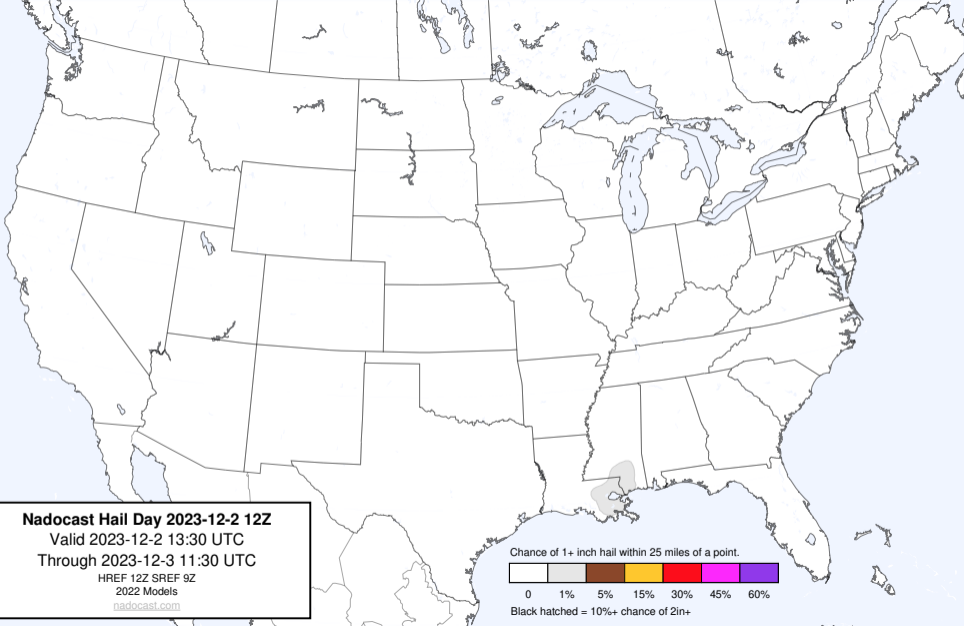 Nadocast Hail Day 2023-12-2 12Z
Valid 2023-12-2 13:30 UTC
Through 2023-12-3 11:30 UTC
HREF 12Z SREF 9Z
2022 Models
nadocast.com
Chance of 1+ inch hail within 25 miles of a point.
0 1% 5% 15% 30% 45% 60%
Black hatched = 10%+ chance of 2in+